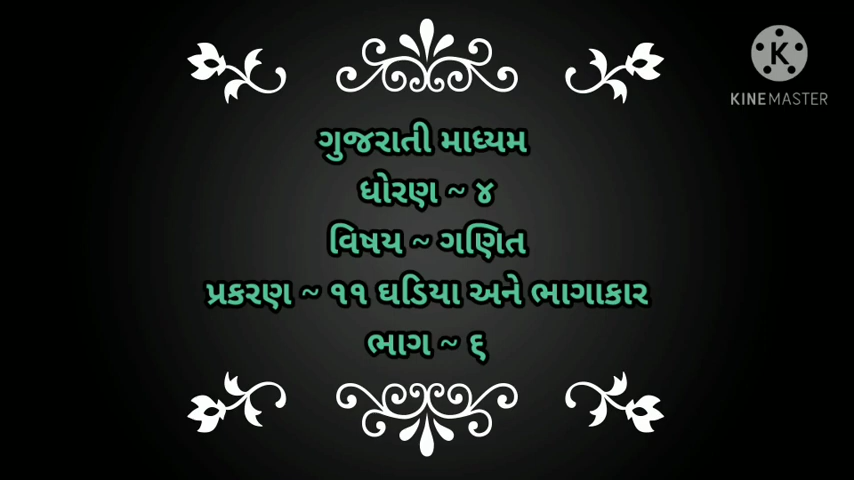 K
KINEMASTER
ગુજરાતી માધ્યમ
ધોરણ ~ ૪
વિષય ~ ગણિત
પ્રકરણ ~ ૧૧ ઘડિયા અને ભાગાકાર
ભાગ ~ ૬